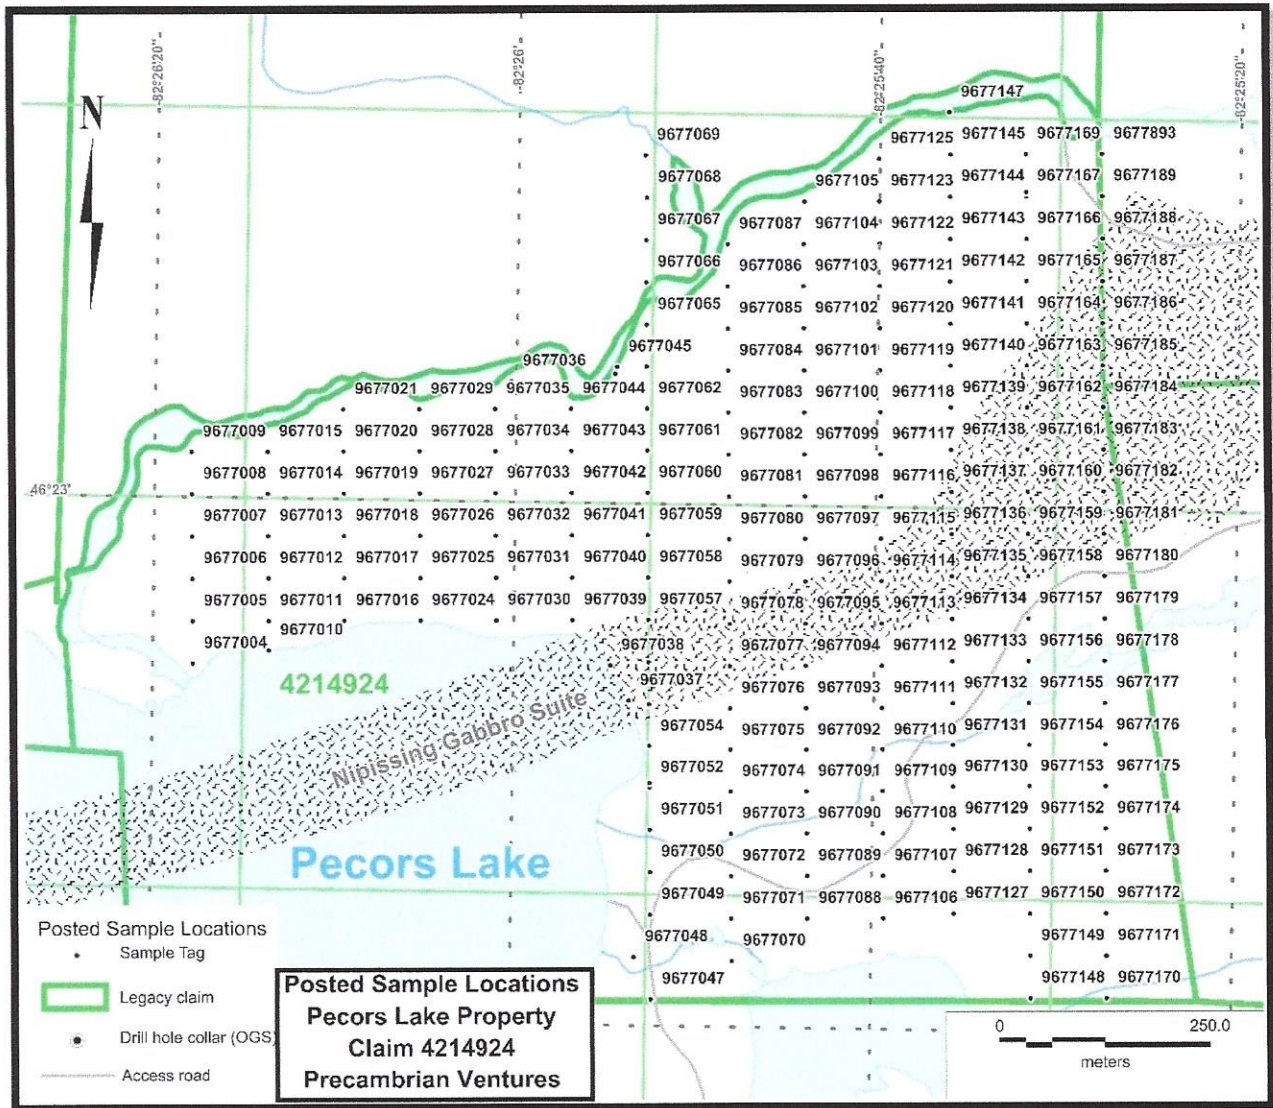 82°26'20"
82°26'
82°25'40"
82°25'20"
N
9677147
9677069 9677125 9677145 9677169 9677893
9677068 9677105 9677123 9677144 9677167 9677189
9677067 9677087 9677104 9677122 9677143 9677166 9677188
9677066 9677086 9677103 9677121 9677142 9677165 9677187
9677065 9677085 9677102 9677120 9677141 9677164 9677186
9677036 9677045 9677084 9677101 9677119 9677140 9677163 9677185
9677021 9677029 9677035 9677044 9677062 9677083 9677100 9677118 9677139 9677162 9677184
9677009 9677015 9677020 9677028 9677034 9677043 9677061 9677082 9677099 9677117 9677138 9677161 9677183
9677008 9677014 9677019 9677027 9677033 9677042 9677060 9677081 9677098 9677116 9677137 9677160 9677182
46°23'
9677007 9677013 9677018 9677026 9677032 9677041 9677059 9677080 9677097 9677115 9677136 9677159 9677181
9677006 9677012 9677017 9677025 9677031 9677040 9677058 9677079 9677096 9677114 9677135 9677158 9677180
9677005 9677011 9677016 9677024 9677030 9677039 9677057 9677078 9677095 9677113 9677134 9677157 9677179
9677004 9677010 9677038 9677077 9677094 9677112 9677133 9677156 9677178
4214924 9677037 9677076 9677093 9677111 9677132 9677155 9677177
Nipissing Gabbro Suite
9677054 9677075 9677092 9677110 9677131 9677154 9677176
9677052 9677074 9677091 9677109 9677130 9677153 9677175
9677051 9677073 9677090 9677108 9677129 9677152 9677174
Pecors Lake
9677050 9677072 9677089 9677107 9677128 9677151 9677173
9677049 9677071 9677088 9677106 9677127 9677150 9677172
9677048 9677070 9677149 9677171
9677047 9677148 9677170
Posted Sample Locations
Sample Tag
Legacy claim
Drill hole collar (OGS)
Access road
Posted Sample Locations
Pecors Lake Property
Claim 4214924
Precambrian Ventures
0 250.0
meters